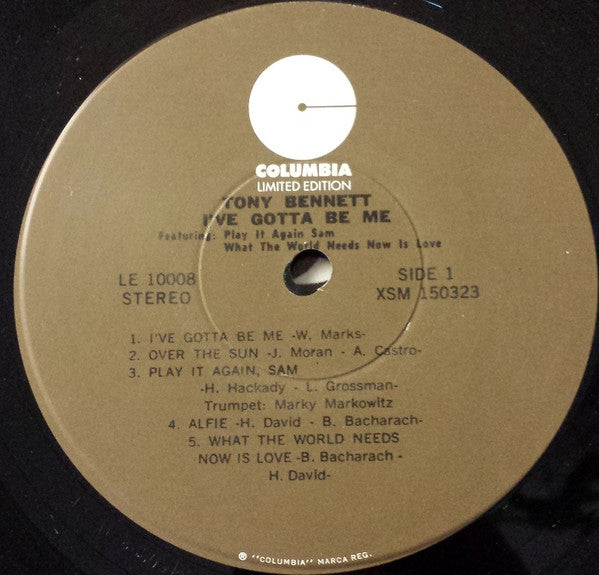 COLUMBIA
LIMITED EDITION
TONY BENNETT
I'VE GOTTA BE ME
Featuring: Play It Again Sam
What The World Needs Now Is Love
LE 10008
STEREO
SIDE 1
XSM 150323
1. I'VE GOTTA BE ME -W. Marks-
2. OVER THE SUN -J. Moran - A. Castro-
3. PLAY IT AGAIN, SAM
-H. Hackady - L. Grossman-
Trumpet: Marky Markowitz
4. ALFIE -H. David - B. Bacharach-
5. WHAT THE WORLD NEEDS
NOW IS LOVE -B. Bacharach -
H. David-
® "COLUMBIA" MARCA REG.